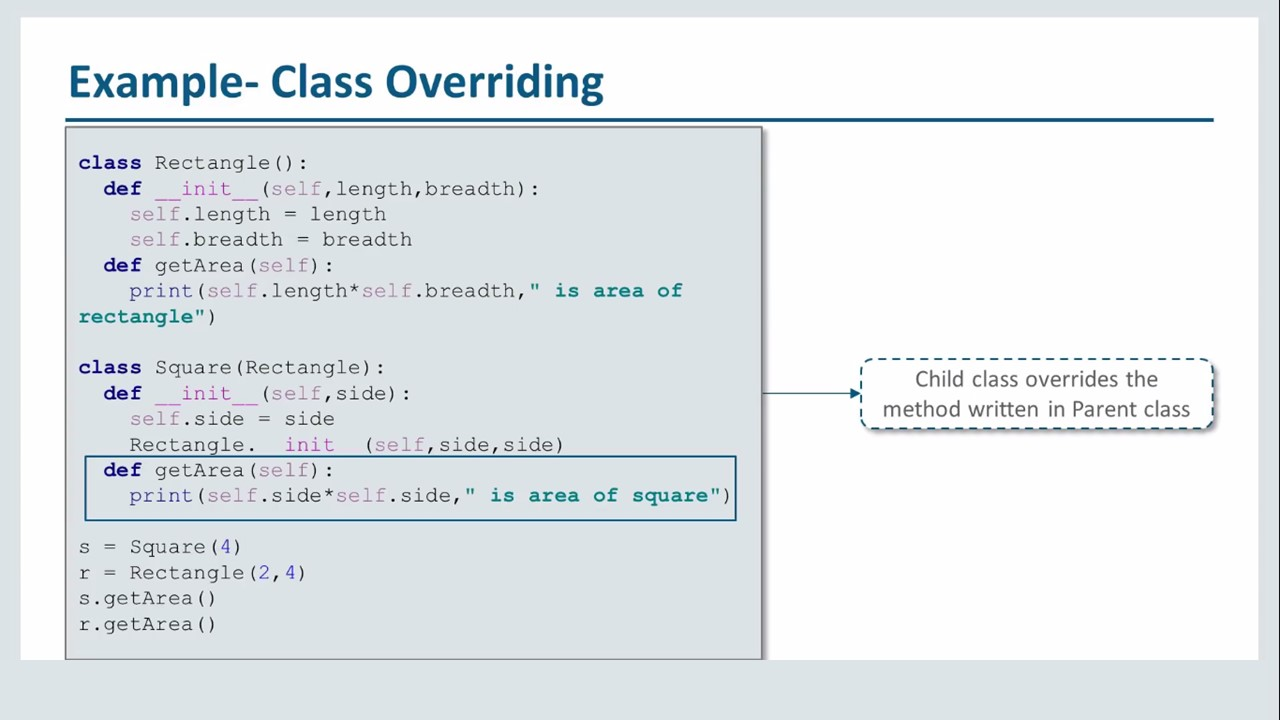 Example- Class Overriding
class Rectangle():
  def __init__(self,length,breadth):
    self.length = length
    self.breadth = breadth
  def getArea(self):
    print(self.length*self.breadth," is area of
rectangle")
class Square(Rectangle):
  def __init__(self,side):
    self.side = side
    Rectangle.__init__(self,side,side)
  def getArea(self):
    print(self.side*self.side," is area of square")
s = Square(4)
r = Rectangle(2,4)
s.getArea()
r.getArea()
Child class overrides the
method written in Parent class